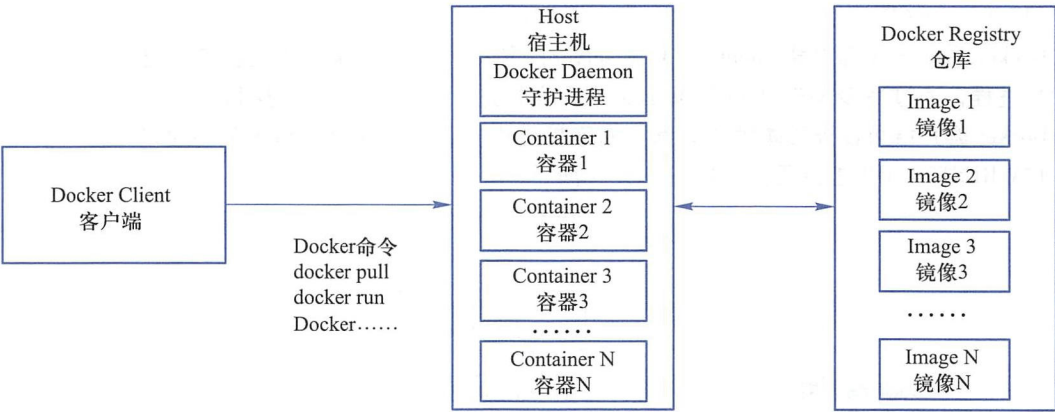 Docker Client
客户端
Docker命令
docker pull
docker run
Docker……
Host
宿主机
Docker Daemon
守护进程
Container 1
容器1
Container 2
容器2
Container 3
容器3
……
Container N
容器N
Docker Registry
仓库
Image 1
镜像1
Image 2
镜像2
Image 3
镜像3
……
Image N
镜像N